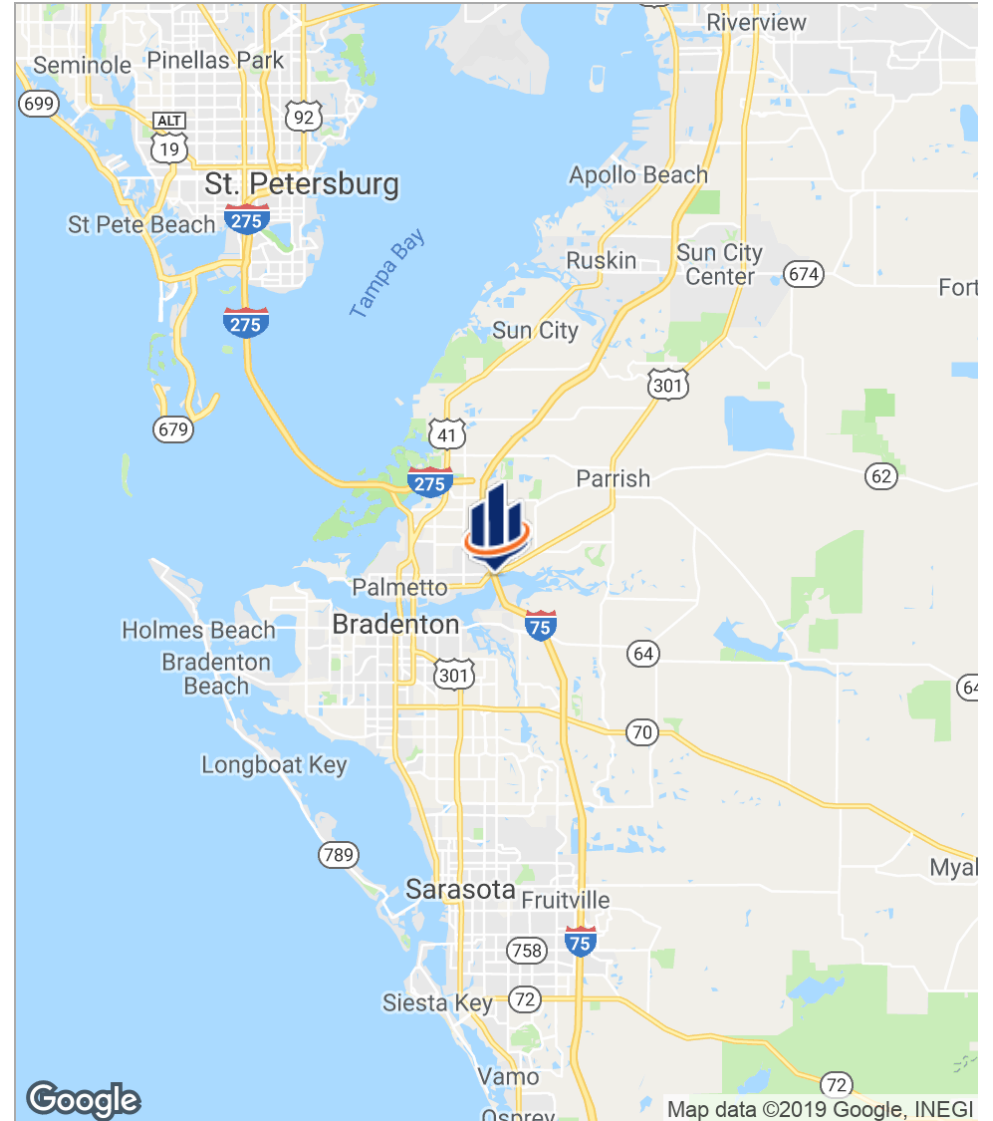 Riverview
Seminole
Pinellas Park
699
92
ALT
19
St. Petersburg
Apollo Beach
St Pete Beach
275
Tampa Bay
Ruskin
Sun City
Center
674
Fort
275
Sun City
301
679
41
275
Parrish
62
Palmetto
Holmes Beach
Bradenton
75
Bradenton
Beach
64
64
301
70
Longboat Key
789
Myal
Sarasota
Fruitville
758
75
Siesta Key
72
Vamo
72
Osprey
Google
Map data ©2019 Google, INEGI